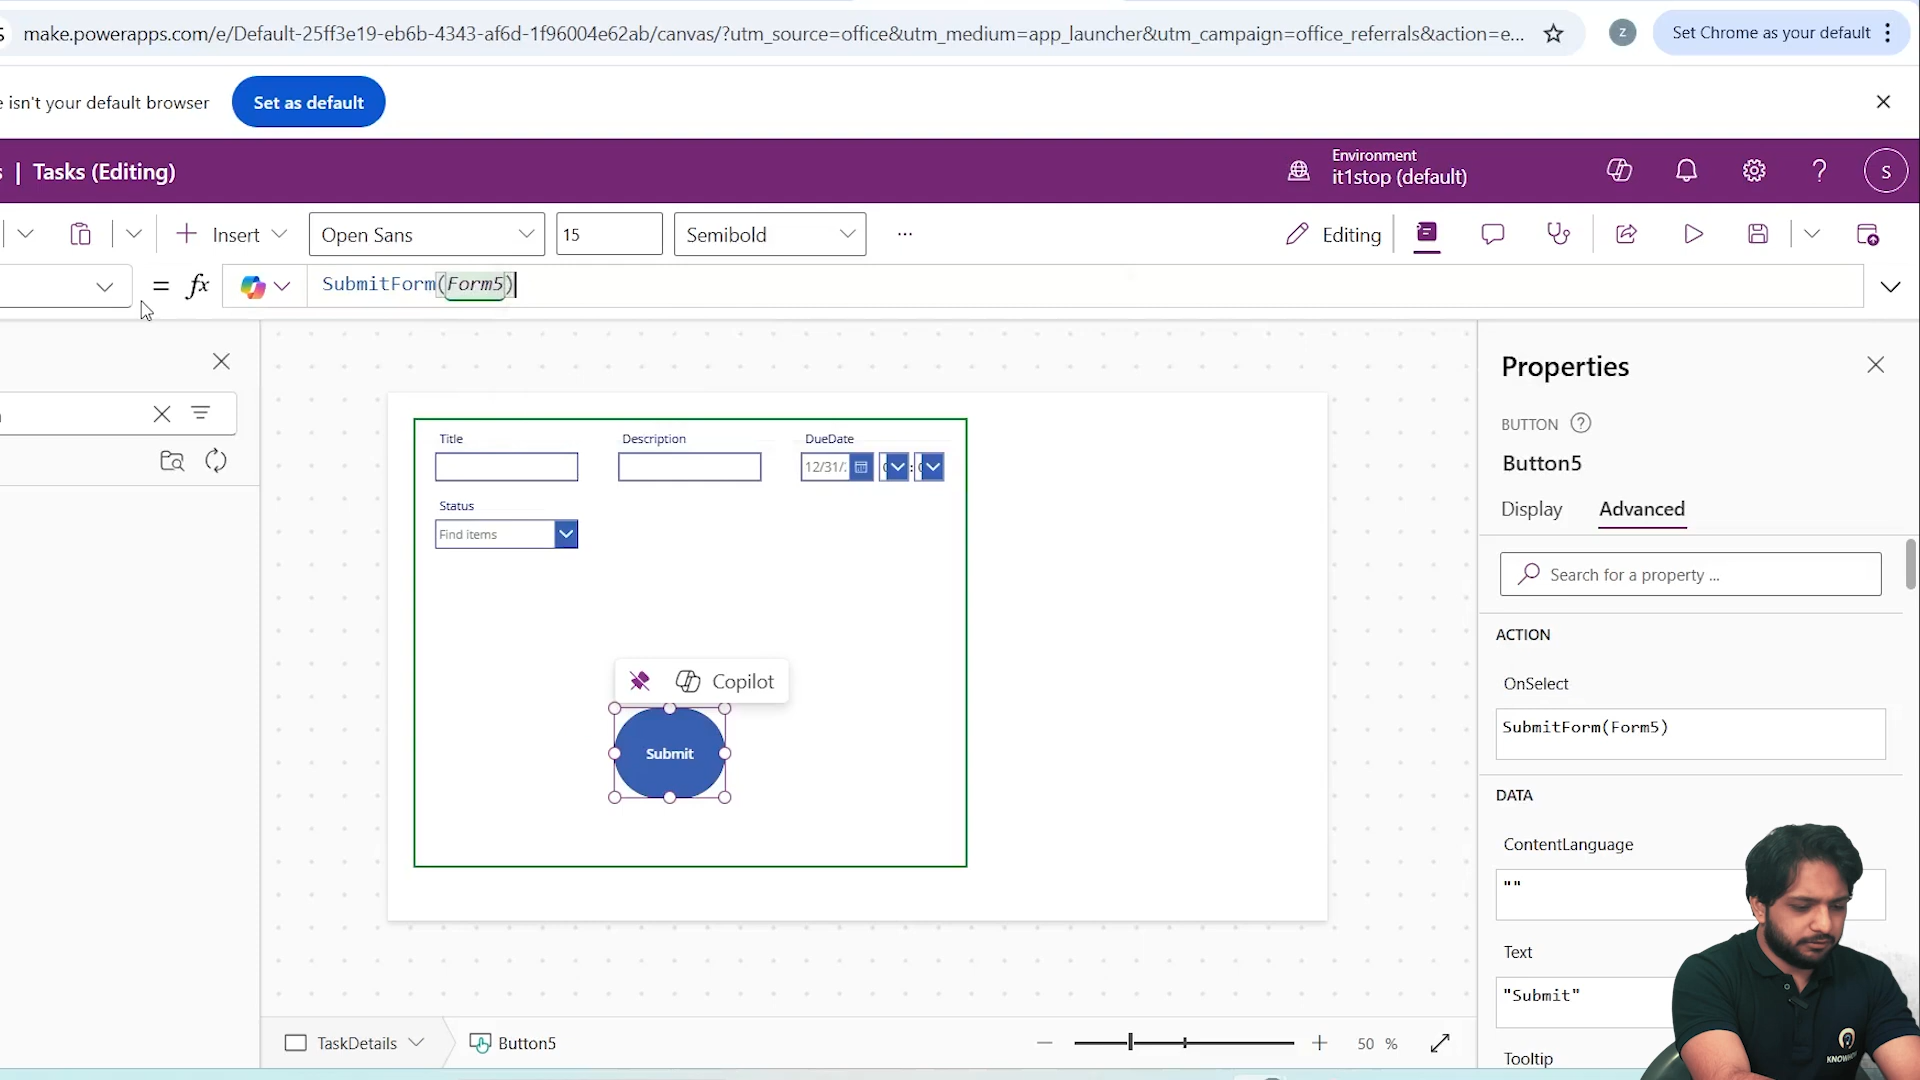 make.powerapps.com/e/Default-25ff3e19-eb6b-4343-af6d-1f96004e62ab/canvas/?utm_source=office&utm_medium=app_launcher&utm_campaign=office_referrals&action=e...
Z
Set Chrome as your default
e isn't your default browser
Set as default
s | Tasks (Editing)
Environment
it1stop (default)
S
Insert
Open Sans
15
Semibold
...
Editing
= fx
SubmitForm(Form5)
Title
Description
DueDate
12/31/
:
Status
Find items
Copilot
Submit
Properties
BUTTON
Button5
Display
Advanced
Search for a property ...
ACTION
OnSelect
SubmitForm(Form5)
DATA
ContentLanguage
""
Text
"Submit"
Tooltip
TaskDetails
Button5
50 %